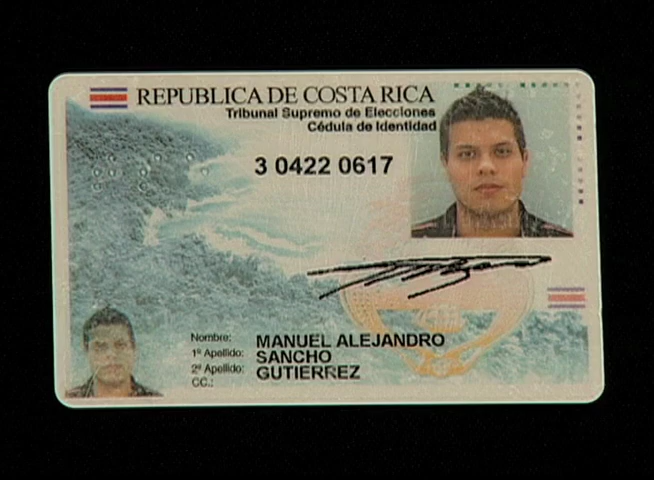 REPUBLICA DE COSTA RICA
Tribunal Supremo de Elecciones
Cédula de Identidad
3 0422 0617
Nombre: MANUEL ALEJANDRO
1º Apellido: SANCHO
2º Apellido: GUTIERREZ
CC.: